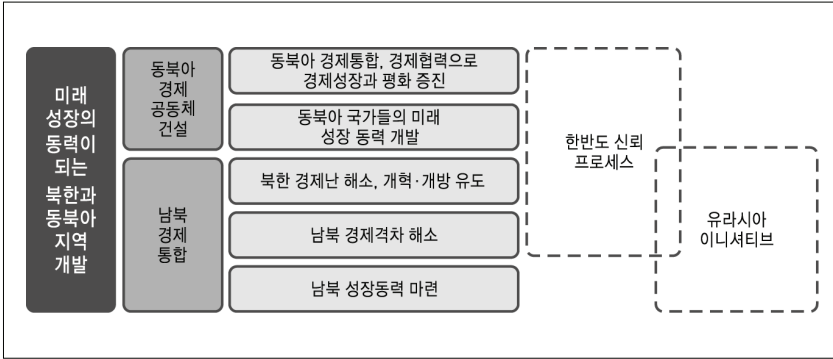 미래
성장의
동력이
되는
북한과
동북아
지역
개발
동북아
경제
공동체
건설
동북아 경제통합, 경제협력으로
경제성장과 평화 증진
동북아 국가들의 미래
성장 동력 개발
남북
경제
통합
북한 경제난 해소, 개혁·개방 유도
남북 경제격차 해소
남북 성장동력 마련
한반도 신뢰
프로세스
유라시아
이니셔티브